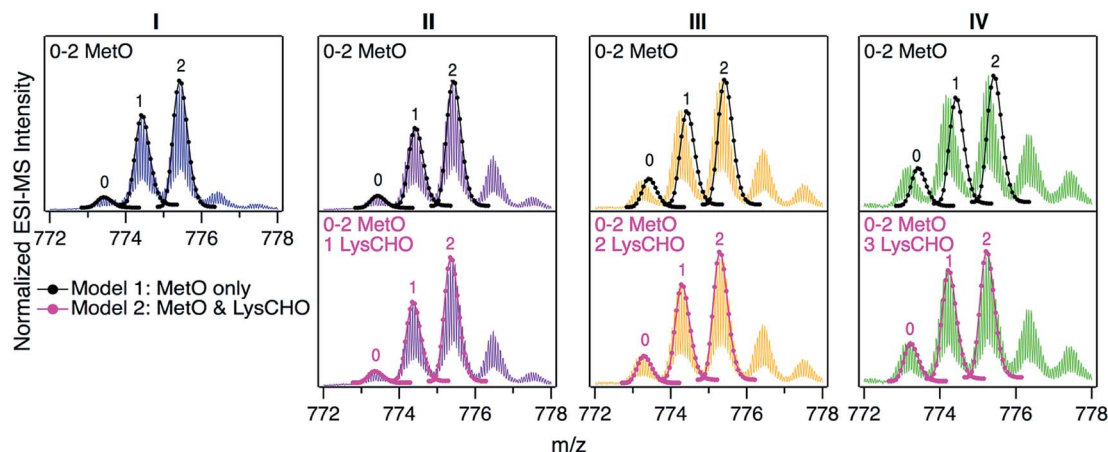 I
II
III
IV
Normalized ESI-MS Intensity
0-2 MetO
0
1
2
0-2 MetO
0
1
2
0-2 MetO
0
1
2
0-2 MetO
0
1
2
772 774 776 778
Model 1: MetO only
Model 2: MetO & LysCHO
0-2 MetO
1 LysCHO
0
1
2
0-2 MetO
2 LysCHO
0
1
2
0-2 MetO
3 LysCHO
0
1
2
772 774 776 778
772 774 776 778
772 774 776 778
m/z